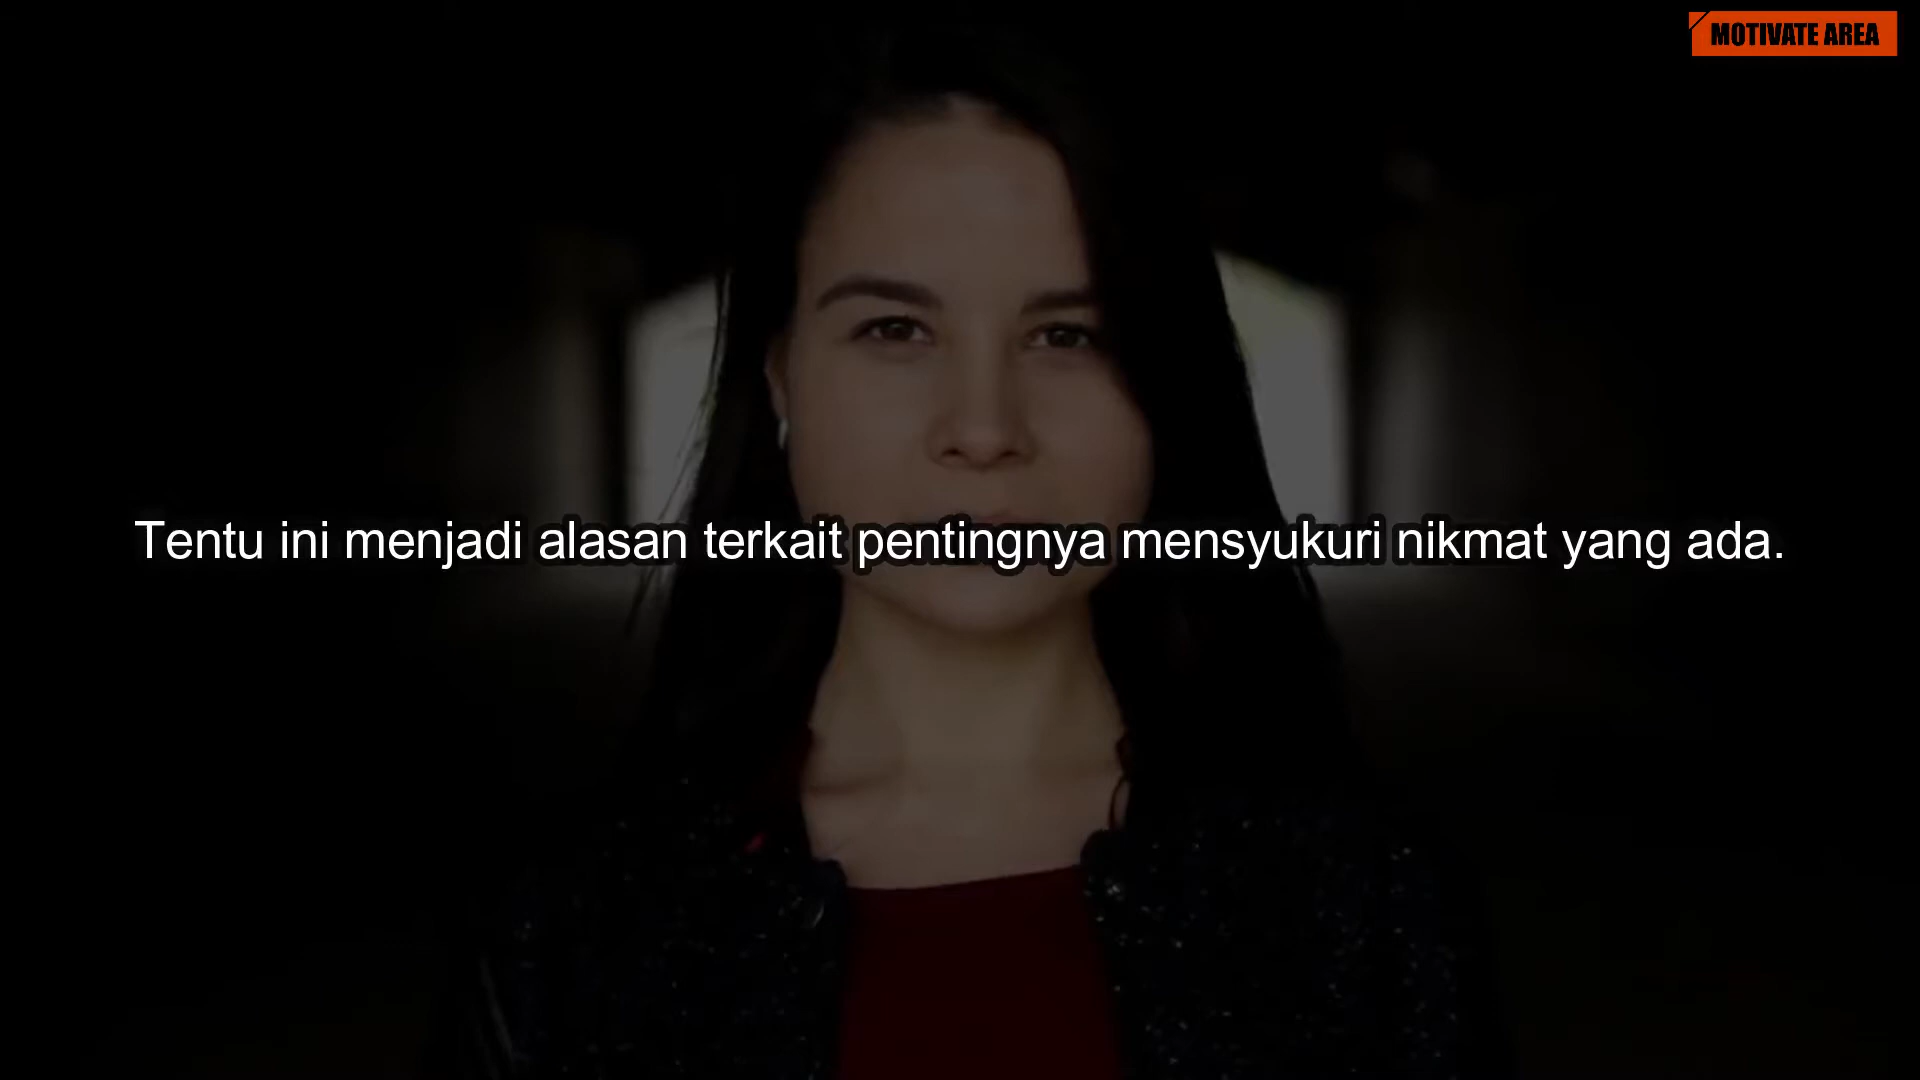 MOTIVATE AREA
Tentu ini menjadi alasan terkait pentingnya mensyukuri nikmat yang ada.